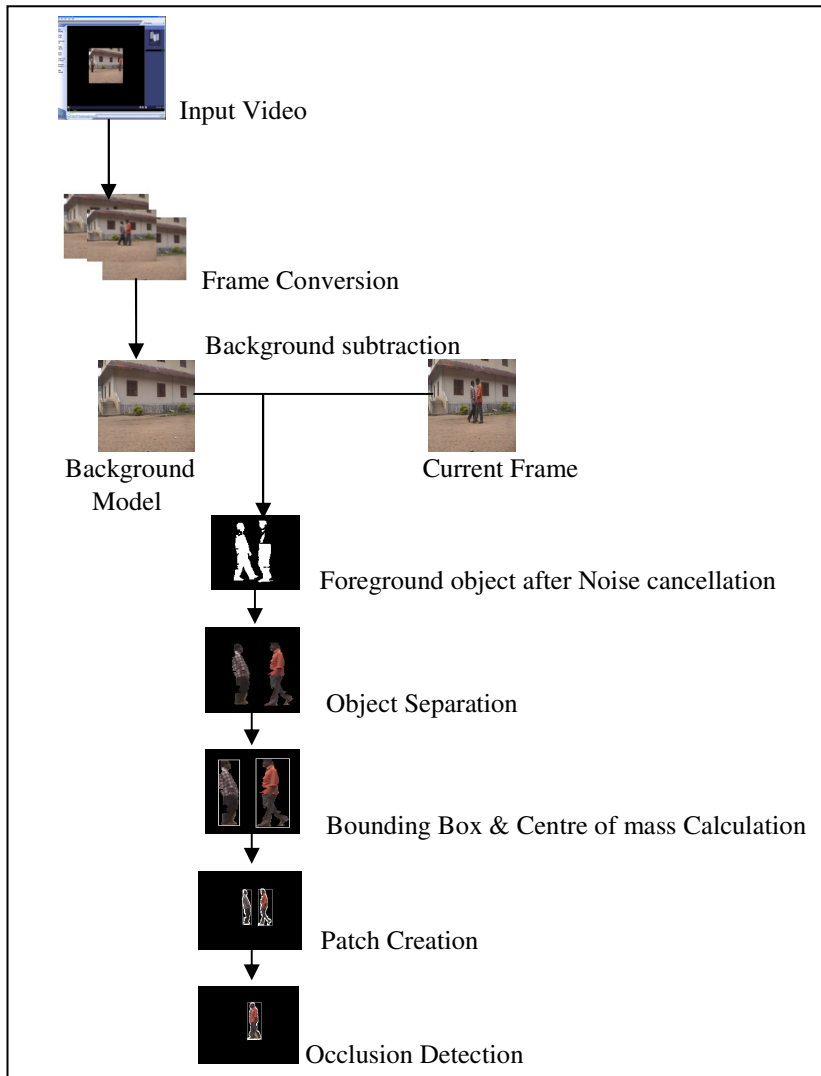 Input Video
Frame Conversion
Background subtraction
Background
Model
Current Frame
Foreground object after Noise cancellation
Object Separation
Bounding Box & Centre of mass Calculation
Patch Creation
Occlusion Detection